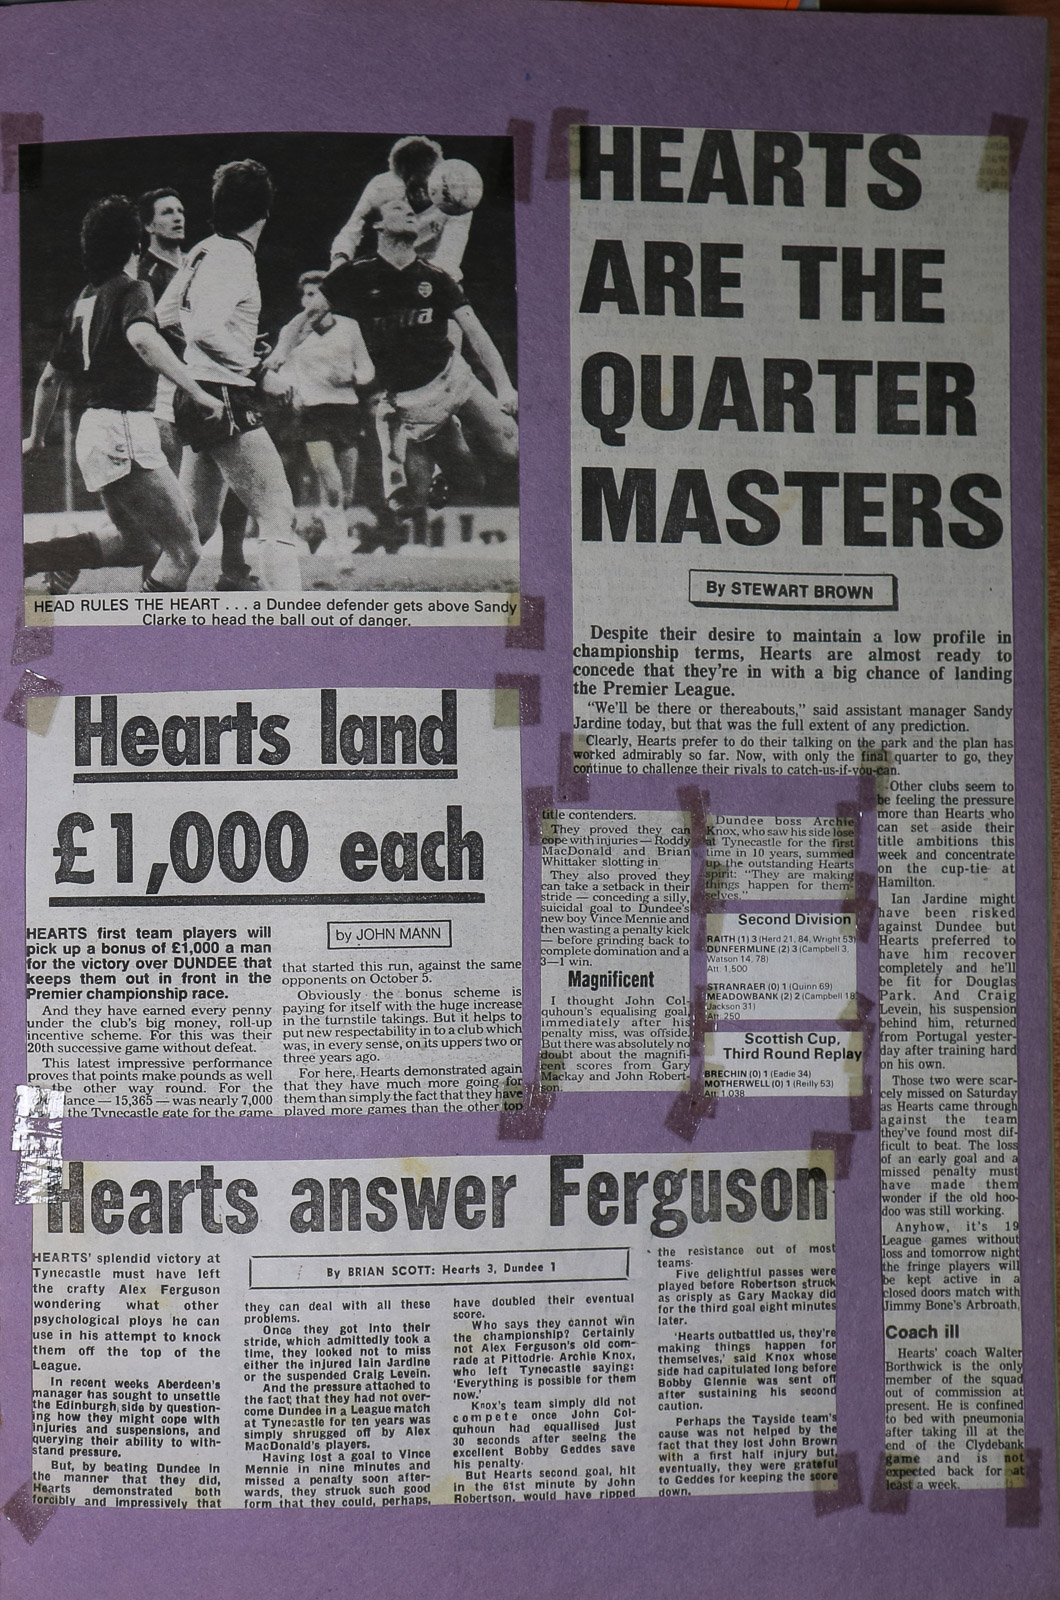 7
HEAD RULES THE HEART . . . a Dundee defender gets above Sandy
Clarke to head the ball out of danger.
Hearts land
£1,000 each
by JOHN MANN
HEARTS first team players will
pick up a bonus of £1,000 a man
for the victory over DUNDEE that
keeps them out in front in the
Premier championship race.
And they have earned every penny
under the club's big money, roll-up
incentive scheme. For this was their
20th successive game without defeat.
This latest impressive performance
proves that points make pounds as well
the other way round. For the
ance — 15,365 — was nearly 7,000
the Tynecastle gate for the game
that started this run, against the same
opponents on October 5.
Obviously the bonus scheme is
paying for itself with the huge increase
in the turnstile takings. But it helps to
put new respectability in to a club which
was, in every sense, on its uppers two or
three years ago.
For here, Hearts demonstrated again
that they have much more going for
them than simply the fact that they have
played more games than the other top
title contenders.
They proved they can
cope with injuries — Roddy
MacDonald and Brian
Whittaker slotting in
They also proved they
can take a setback in their
stride — conceding a silly,
suicidal goal to Dundee's
new boy Vince Mennie and
then wasting a penalty kick
— before grinding back to
complete domination and a
3—1 win.
Magnificent
I thought John Col-
quhoun's equalising goal,
immediately after his
penalty miss, was offside.
But there was absolutely no
doubt about the magnifi-
cent scores from Gary
Mackay and John Robert-
son.
Dundee boss Archie
Knox, who saw his side lose
at Tynecastle for the first
time in 10 years, summed
up the outstanding Hearts
spirit: "They are making
things happen for them-
selves."
Second Division
RAITH (1) 3 (Herd 21, 84, Wright 53)
DUNFERMLINE (2) 3 (Campbell 3,
Watson 14, 78)
Att 1,500
STRANRAER (0) 1 (Quinn 69)
MEADOWBANK (2) 2 (Campbell 18
Jackson 31)
Att. 250
Scottish Cup,
Third Round Replay
BRECHIN (0) 1 (Eadie 34)
MOTHERWELL (0) 1 (Reilly 53)
Att 1 038
HEARTS
ARE THE
QUARTER
MASTERS
By STEWART BROWN
Despite their desire to maintain a low profile in
championship terms, Hearts are almost ready to
concede that they're in with a big chance of landing
the Premier League.
"We'll be there or thereabouts," said assistant manager Sandy
Jardine today, but that was the full extent of any prediction.
Clearly, Hearts prefer to do their talking on the park and the plan has
worked admirably so far. Now, with only the final quarter to go, they
continue to challenge their rivals to catch-us-if-you-can.
Other clubs seem to
be feeling the pressure
more than Hearts who
can set aside their
title ambitions this
week and concentrate
on the cup-tie at
Hamilton.
Ian Jardine might
have been risked
against Dundee but
Hearts preferred to
have him recover
completely and he'll
be fit for Douglas
Park. And Craig
Levein, his suspension
behind him, returned
from Portugal yester-
day after training hard
on his own.
Those two were scar-
cely missed on Saturday
as Hearts came through
against the team
they've found most dif-
ficult to beat. The loss
of an early goal and a
missed penalty must
have made them
wonder if the old hoo-
doo was still working.
Anyhow, it's 19
League games without
loss and tomorrow night
the fringe players will
be kept active in a
closed doors match with
Jimmy Bone's Arbroath,
Coach ill
Hearts' coach Walter
Borthwick is the only
member of the squad
out of commission at
present. He is confined
to bed with pneumonia
after taking ill at the
end of the Clydebank
game and is not
expected back for at
least a week.
Hearts answer Ferguson
By BRIAN SCOTT: Hearts 3, Dundee 1
HEARTS' splendid victory at
Tynecastle must have left
the crafty Alex Ferguson
wondering what other
psychological ploys he can
use in his attempt to knock
them off the top of the
League.
In recent weeks Aberdeen's
manager has sought to unsettle
the Edinburgh side by question-
ing how they might cope with
injuries and suspensions, and
querying their ability to with-
stand pressure.
But, by beating Dundee in
the manner that they did,
Hearts demonstrated both
forcibly and impressively that
they can deal with all these
problems.
Once they got into their
stride, which admittedly took a
time, they looked not to miss
either the injured Iain Jardine
or the suspended Craig Levein.
And the pressure attached to
the fact that they had not over-
come Dundee in a League match
at Tynecastle for ten years was
simply shrugged off by Alex
MacDonald's players.
Having lost a goal to Vince
Mennie in nine minutes and
missed a penalty soon after-
wards, they struck such good
form that they could, perhaps,
have doubled their eventual
score.
Who says they cannot win
the championship? Certainly
not Alex Ferguson's old com-
rade at Pittodrie, Archie Knox,
who left Tynecastle saying:
'Everything is possible for them
now.'
Knox's team simply did not
compete once John Col-
quhoun had equalised just
30 seconds after seeing the
excellent Bobby Geddes save
his penalty.
But Hearts second goal, hit
in the 61st minute by John
Robertson, would have ripped
the resistance out of most
teams.
Five delightful passes were
played before Robertson struck
as crisply as Gary Mackay did
for the third goal eight minutes
later.
'Hearts outbattled us, they're
making things happen for
themselves,' said Knox whose
side had capitulated long before
Bobby Glennie was sent off
after sustaining his second
caution.
Perhaps the Tayside team's
cause was not helped by the
fact that they lost John Brown
with a first half injury but,
eventually, they were grateful
to Geddes for keeping the score
down.